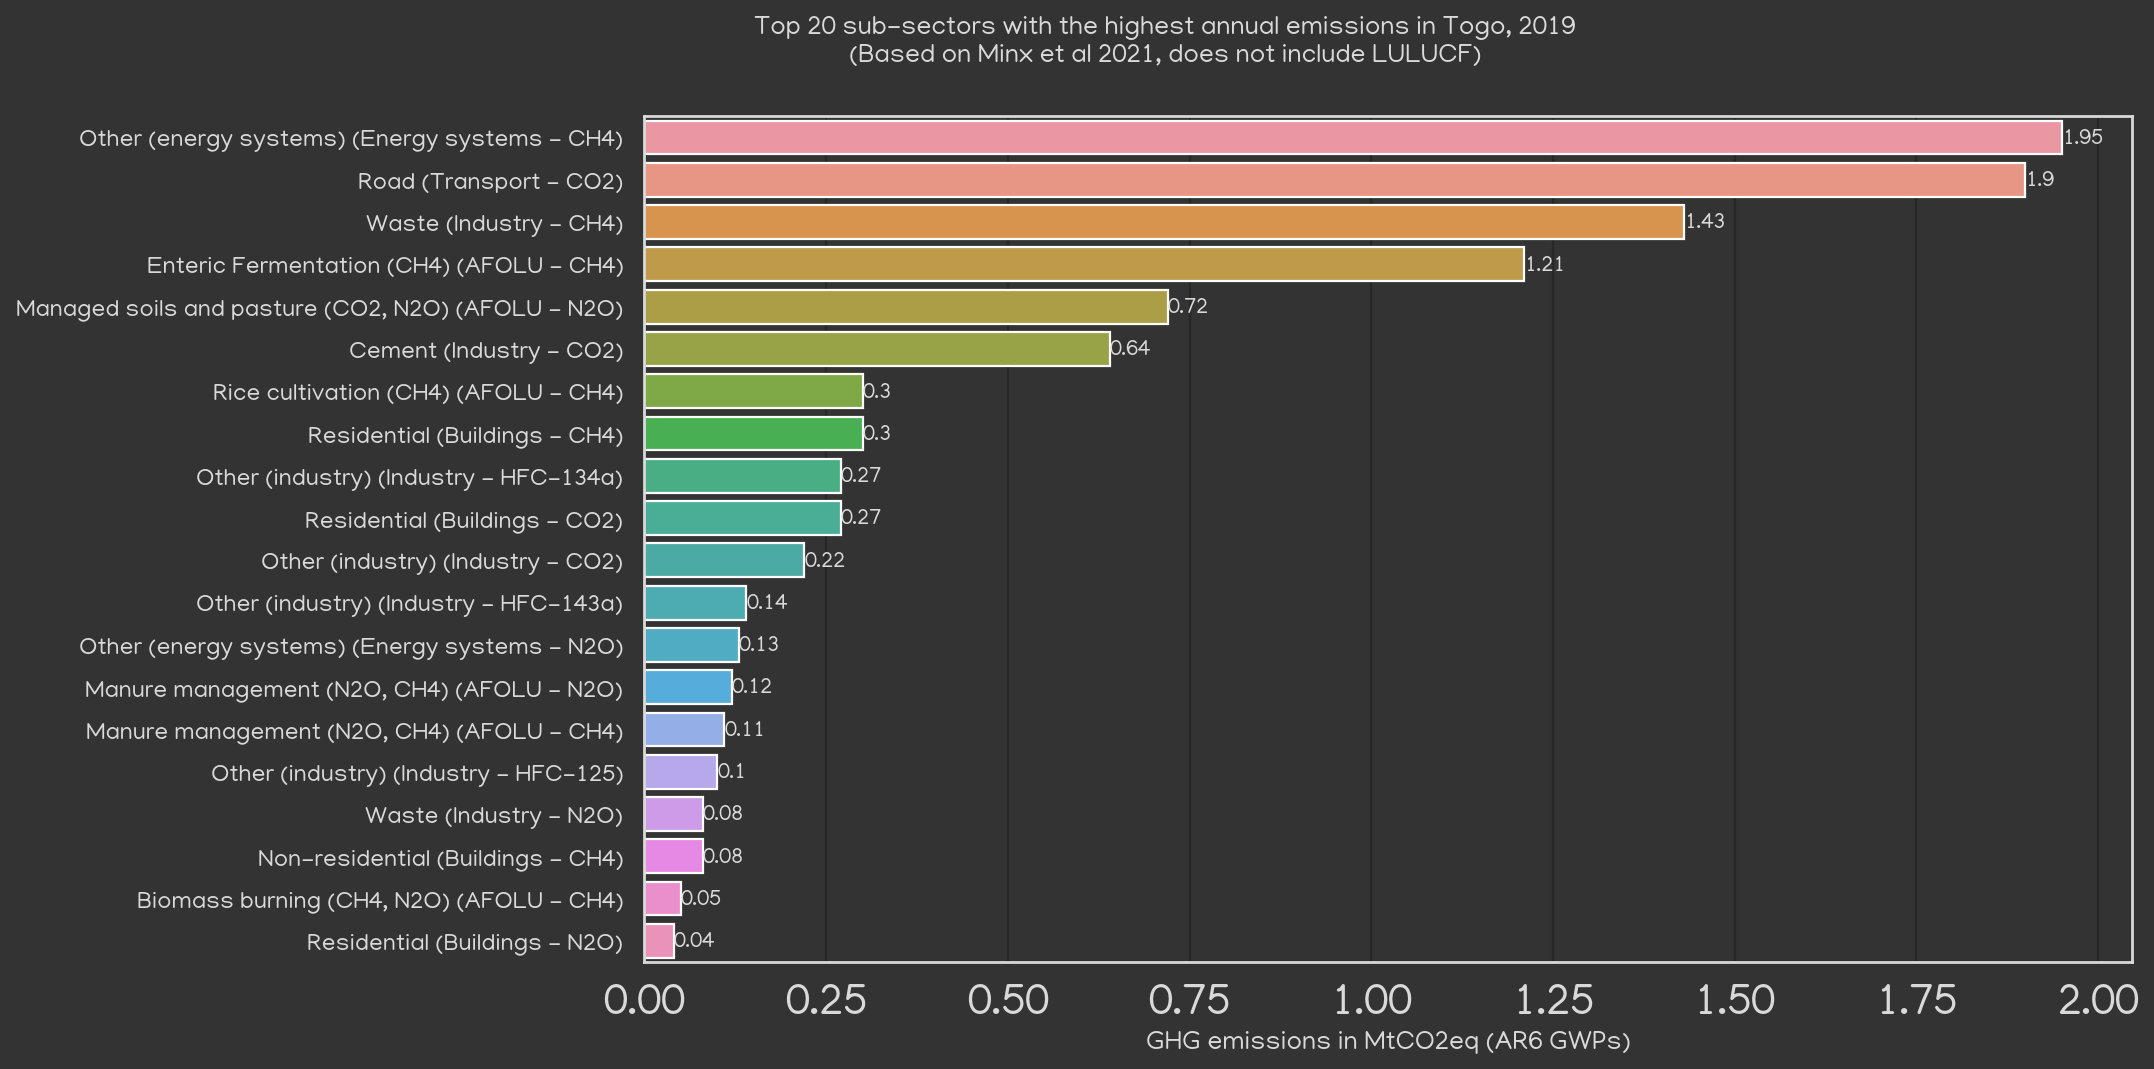 Top 20 sub-sectors with the highest annual emissions in Togo, 2019
(Based on Minx et al 2021, does not include LULUCF)
Other (energy systems) (Energy systems - CH4) 1.95
Road (Transport - CO2) 1.9
Waste (Industry - CH4) 1.43
Enteric Fermentation (CH4) (AFOLU - CH4) 1.21
Managed soils and pasture (CO2, N2O) (AFOLU - N2O) 0.72
Cement (Industry - CO2) 0.64
Rice cultivation (CH4) (AFOLU - CH4) 0.3
Residential (Buildings - CH4) 0.3
Other (industry) (Industry - HFC-134a) 0.27
Residential (Buildings - CO2) 0.27
Other (industry) (Industry - CO2) 0.22
Other (industry) (Industry - HFC-143a) 0.14
Other (energy systems) (Energy systems - N2O) 0.13
Manure management (N2O, CH4) (AFOLU - N2O) 0.12
Manure management (N2O, CH4) (AFOLU - CH4) 0.11
Other (industry) (Industry - HFC-125) 0.1
Waste (Industry - N2O) 0.08
Non-residential (Buildings - CH4) 0.08
Biomass burning (CH4, N2O) (AFOLU - CH4) 0.05
Residential (Buildings - N2O) 0.04
0.00 0.25 0.50 0.75 1.00 1.25 1.50 1.75 2.00
GHG emissions in MtCO2eq (AR6 GWPs)